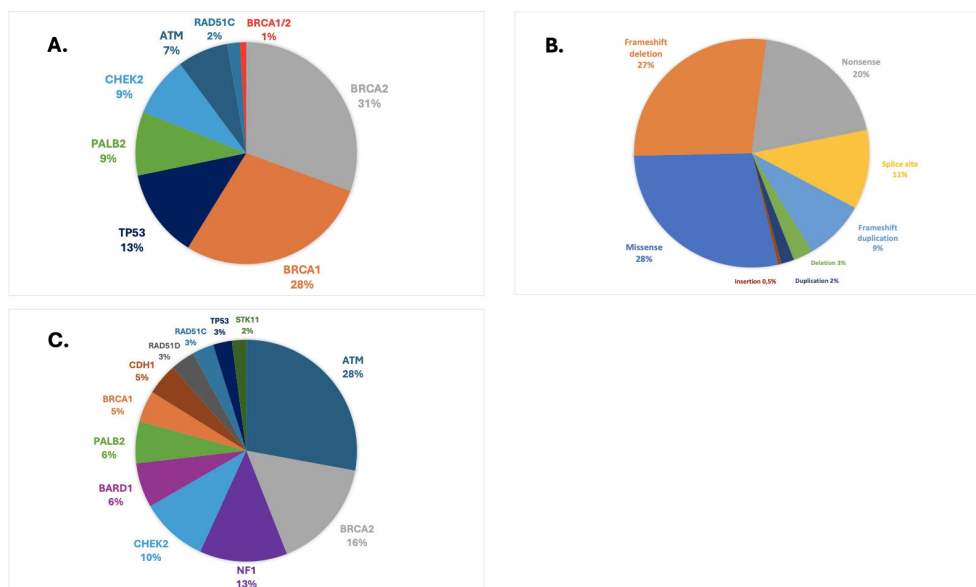 A.
RAD51C
2%
BRCA1/2
1%
ATM
7%
CHEK2
9%
BRCA2
31%
PALB2
9%
TP53
13%
BRCA1
28%
B.
Frameshift
deletion
27%
Nonsense
20%
Splice site
11%
Frameshift
duplication
9%
Missense
28%
Deletion 3%
Insertion 0,5%
Duplication 2%
C.
TP53
3%
STK11
2%
RAD51C
3%
RAD51D
3%
CDH1
5%
ATM
28%
BRCA1
5%
PALB2
6%
BARD1
6%
BRCA2
16%
CHEK2
10%
NF1
13%